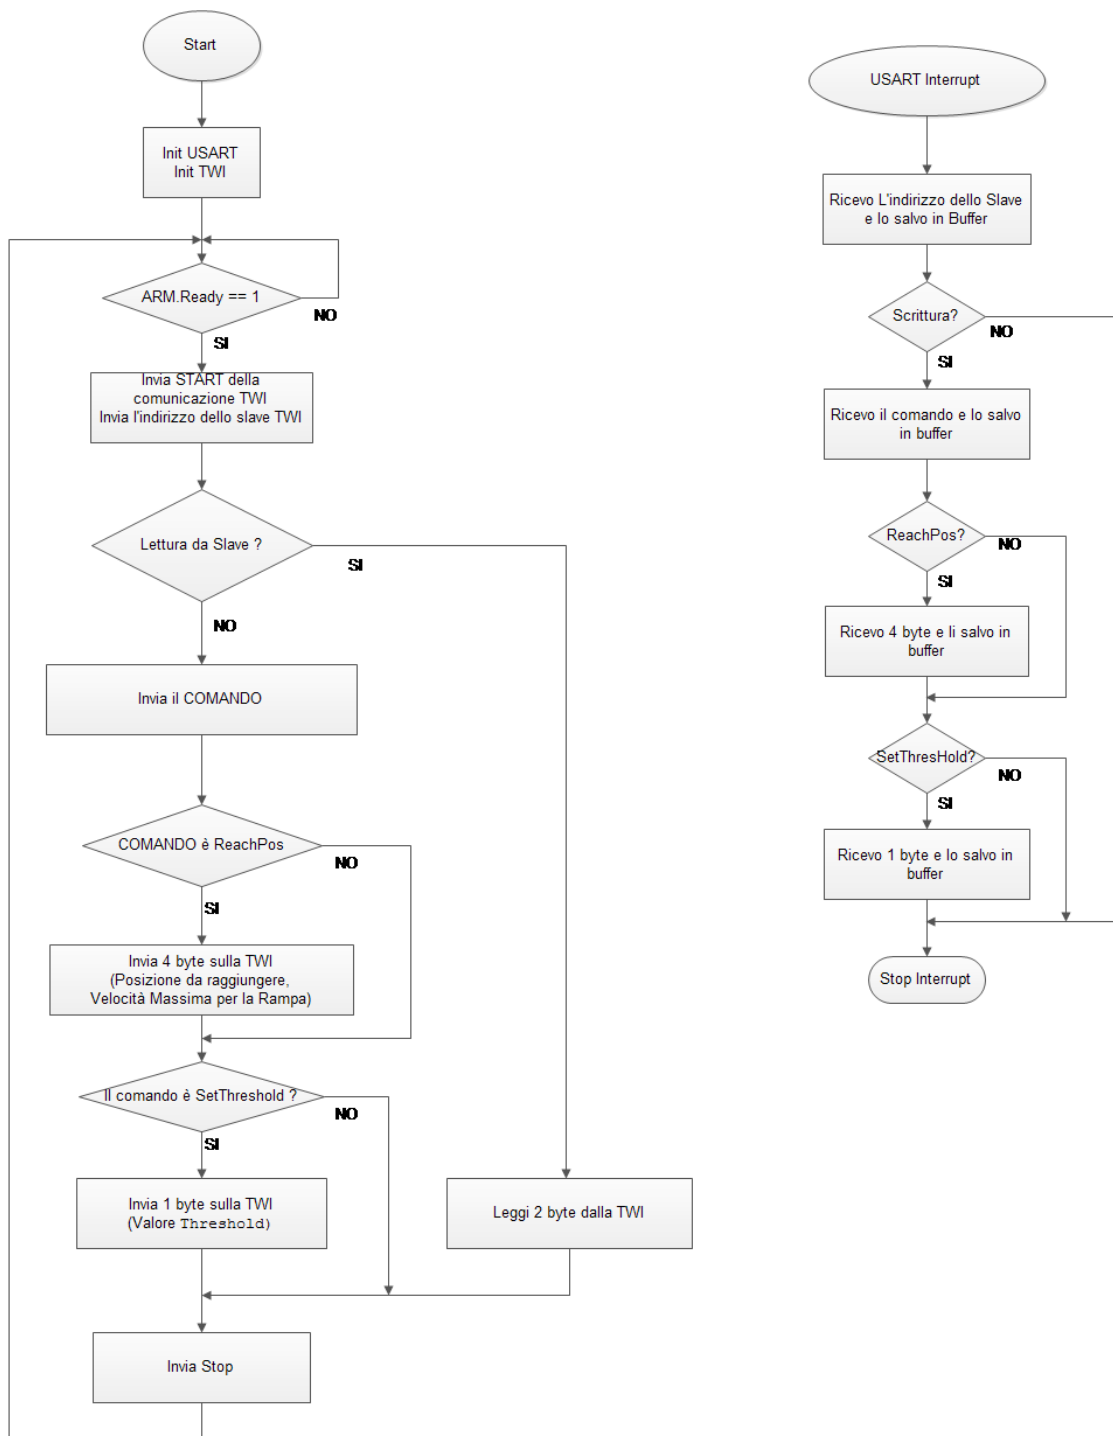 Start
Init USART
Init TWI
ARM.Ready == 1
NO
SI
Invia START della
comunicazione TWI
Invia l'indirizzo dello slave TWI
Lettura da Slave ?
SI
NO
Invia il COMANDO
COMANDO è ReachPos
NO
SI
Invia 4 byte sulla TWI
(Posizione da raggiungere,
Velocità Massima per la Rampa)
Il comando è SetThreshold ?
NO
SI
Invia 1 byte sulla TWI
(Valore Threshold)
Leggi 2 byte dalla TWI
Invia Stop
USART Interrupt
Ricevo L'indirizzo dello Slave
e lo salvo in Buffer
Scrittura?
NO
SI
Ricevo il comando e lo salvo
in buffer
ReachPos?
NO
SI
Ricevo 4 byte e li salvo in
buffer
SetThresHold?
NO
SI
Ricevo 1 byte e lo salvo in
buffer
Stop Interrupt